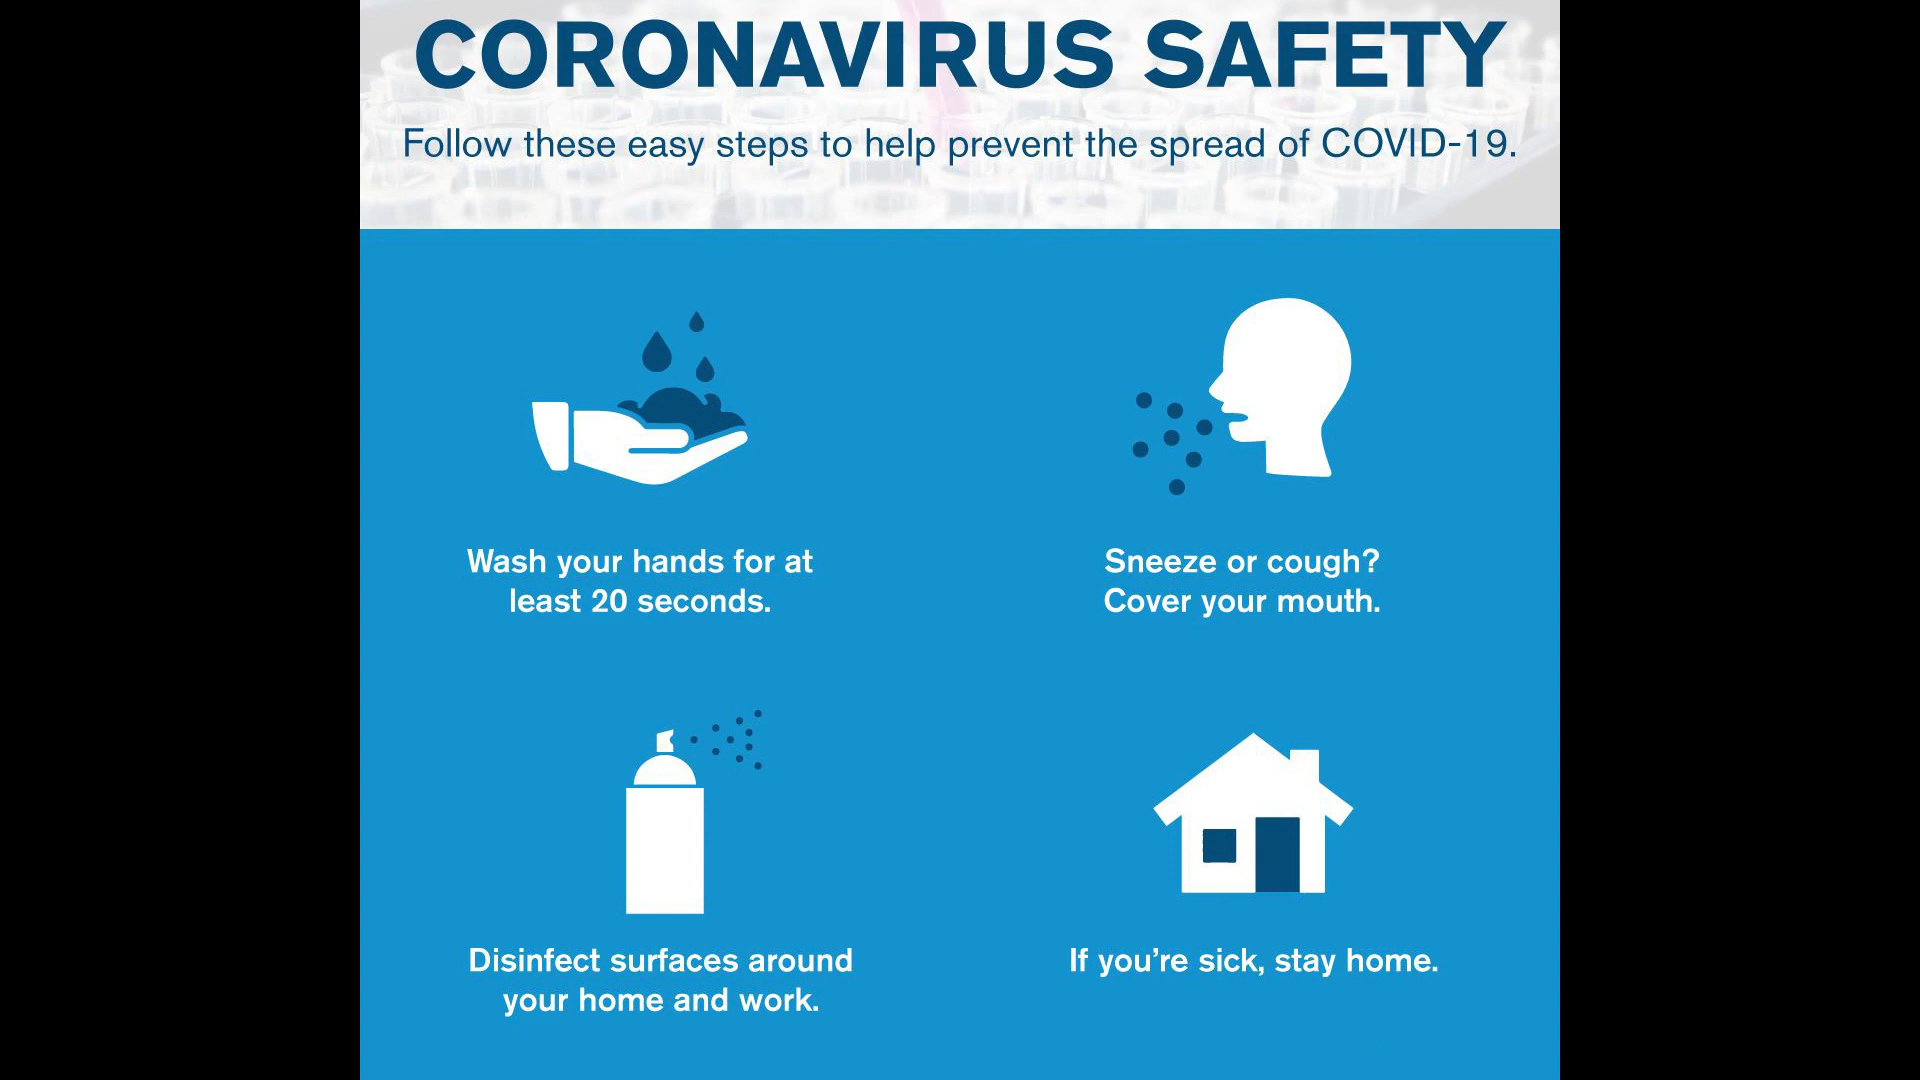 CORONAVIRUS SAFETY
Follow these easy steps to help prevent the spread of COVID-19.
Wash your hands for at
least 20 seconds.
Sneeze or cough?
Cover your mouth.
Disinfect surfaces around
your home and work.
If you’re sick, stay home.